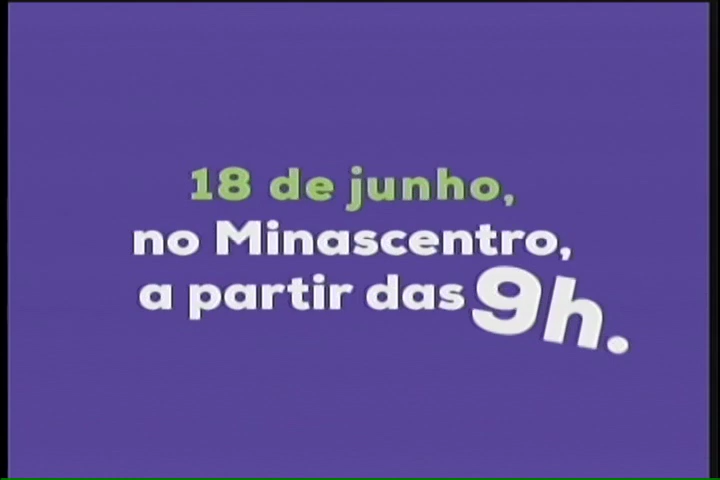 18 de junho,
no Minascentro,
a partir das 9h.